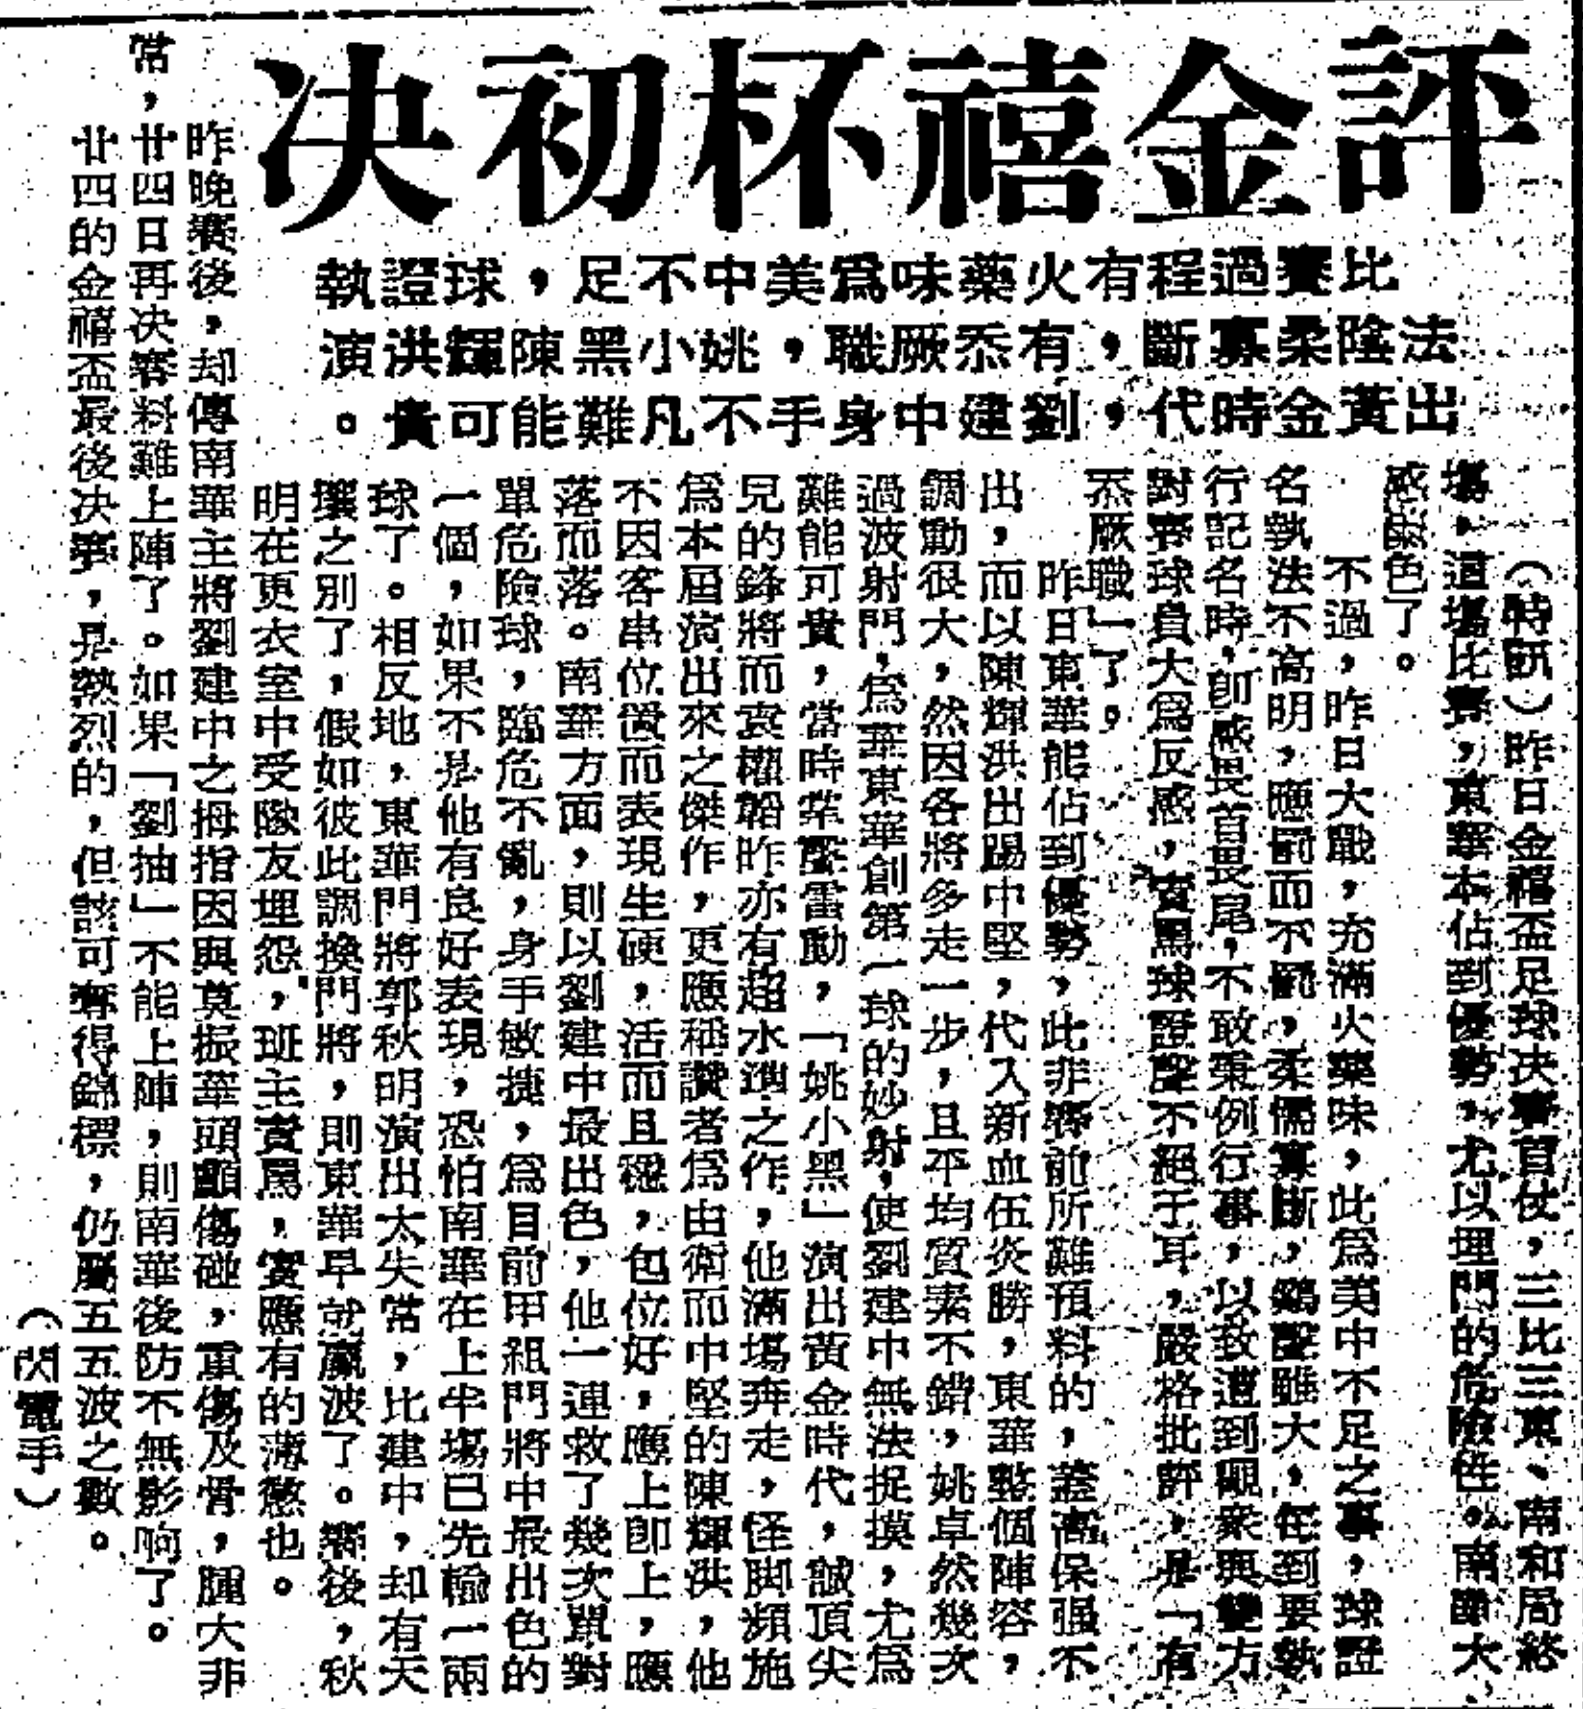 評金禧杯初决
比賽過程有火藥味爲美中不足，球證執
法陰柔寡斷，有忝厥職，姚小黑陳輝洪演
出黃金時代，劉建中身手不凡難能可貴。
（特訊）昨日金禧盃足球决賽首仗，三比三東、南和局終
塲，這塲比賽，東華本佔到優勢，尤以埋門的危險性。南華大
感色了。
不過，昨日大戰，充滿火藥味，此爲美中不足之事，球證
名執法不高明，應罰而不罰，柔懦寡斷，鷄聲雖大，在到要執
行記名時，卽感畏首畏尾，不敢秉例行事，以致遭到觀衆與雙方
對賽球員大爲反感，實罵球證聲不絕于耳，嚴格批評，是「有
忝厥職」了。
昨日東華能佔到優勢，此非賽前所難預料的，蓋高保强不
出，而以陳輝洪出踢中堅，代入新血伍炎勝，東華整個陣容，
調動很大，然因各將多走一步，且平均質素不錯，姚卓然幾次
過波射門，爲華東華創第一球的妙射，使劉建中無法捉摸，尤爲
難能可貴，當時掌聲雷動，「姚小黑」演出黃金時代，皷頂尖
兒的鋒將而袁權韜昨亦有超水準之作，他滿塲奔走，怪脚頻施
爲本屆演出來之傑作，更應稱讚者爲由衛而中堅的陳輝洪，他
不因客串位置而表現生硬，活而且穩，包位好，應上卽上，應
落而落。南華方面，則以劉建中最出色，他一連救了幾次單對
單危險球，臨危不亂，身手敏捷，爲目前甲組門將中最出色的
一個，如果不是他有良好表現，恐怕南華在上半塲已先輸一兩
球了。相反地，東華門將郭秋明演出大失常，比建中，却有天
壤之別了，假如彼此調換門將，則東華早就贏波了。賽後，秋
明在更衣室中受隊友埋怨，班主責罵，實應有的薄懲也。
昨晚賽後，却傳南華主將劉建中之拇指因與莫振華頭顱傷碰，重傷及骨，腫大非
常，廿四日再决賽料難上陣了。如果「劉抽」不能上陣，則南華後防不無影响了。
廿四的金禧盃最後决賽，是熱烈的，但該可奪得錦標，仍屬五五波之數。
（閃電手）